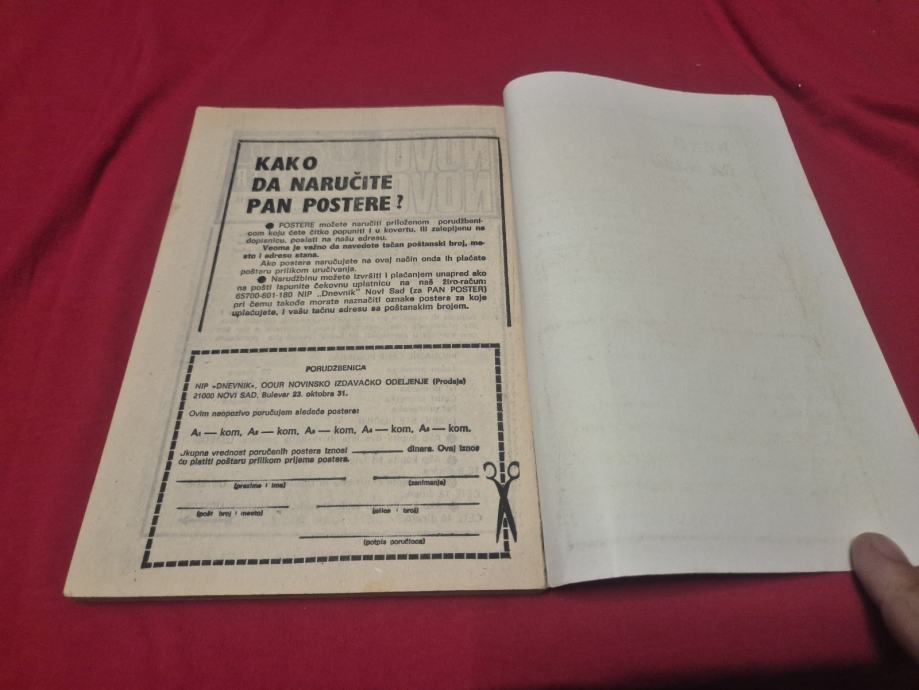 KAKO
DA NARUČITE
PAN POSTERE?
● POSTERE možete naručiti priloženom porudžbeni-
com koju ćete čitko popuniti i u kovertu, ili zalepljenu na
dopisnicu, poslati na našu adresu.
Veoma je važno da navedete tačan poštanski broj, me-
sto i adresu stana.
Ako postere naručujete na ovaj način onda ih plaćate
poštaru prilikom uručivanja.
● Narudžbinu možete izvršiti i plaćanjem unapred ako
na pošti ispunite čekovnu uplatnicu na naš žiro-račun:
65700-601-180 NIP „Dnevnik" Novi Sad (za PAN POSTER)
pri čemu takođe morate naznačiti oznake postera za koje
uplaćujete, i vašu tačnu adresu sa poštanskim brojem.
PORUDŽBENICA
NIP »DNEVNIK«, OOUR NOVINSKO IZDAVAČKO ODELJENJE (Prodaja)
21000 NOVI SAD, Bulevar 23. oktobra 31.
Ovim neopozivo poručujem sledeće postere:
A₁ — kom, A₂ — kom, A₃ — kom, A₄ — kom, A₅ — kom.
Ukupna vrednost poručenih postera iznosi ______ dinara. Ovaj iznos
ću platiti poštaru prilikom prijema postera.
(prezime i ime) (zanimanje)
(pošt broj i mesto) (ulica i broj)
(potpis poručioca)